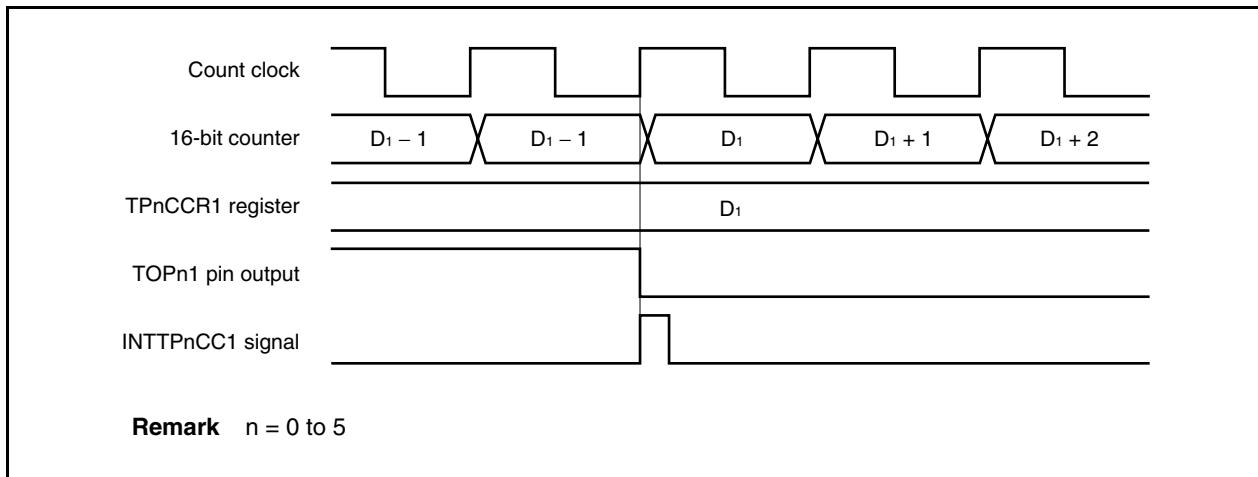 Count clock
16-bit counter D₁ − 1 D₁ − 1 D₁ D₁ + 1 D₁ + 2
TPnCCR1 register D₁
TOPn1 pin output
INTTPnCC1 signal
Remark n = 0 to 5